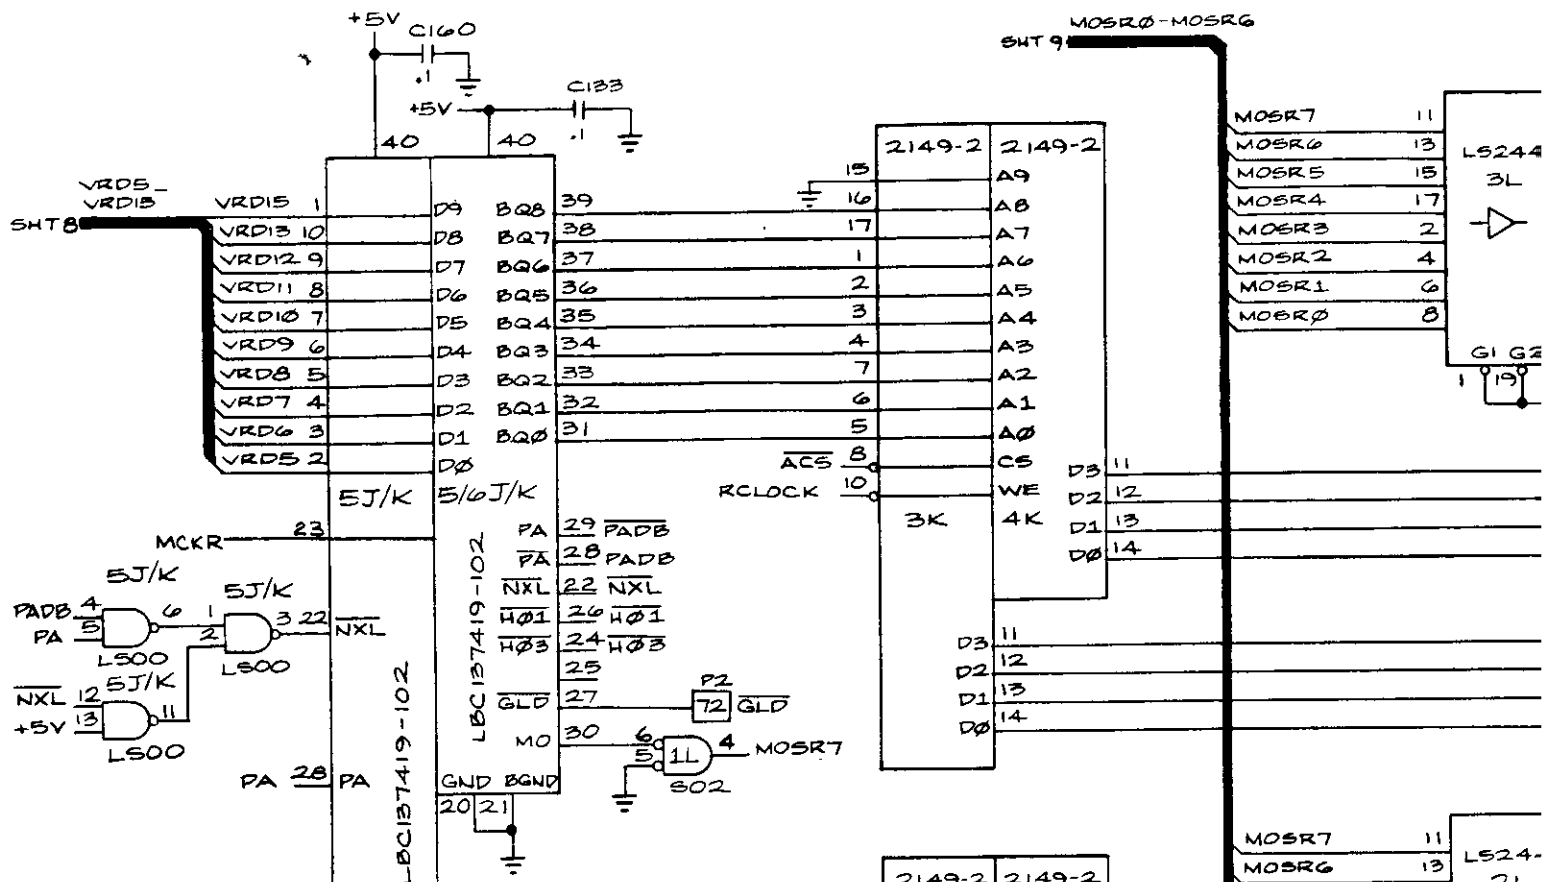 +5V
C160
.1
+5V
C133
.1
40
40
MOSRØ-MOSR6
SHT 9
VRD5-
VRD13
SHT 8
VRD15 1 D9
VRD13 10 D8
VRD12 9 D7
VRD11 8 D6
VRD1Ø 7 D5
VRD9 6 D4
VRD8 5 D3
VRD7 4 D2
VRD6 3 D1
VRD5 2 DØ
BQ8 39
BQ7 38
BQ6 37
BQ5 36
BQ4 35
BQ3 34
BQ2 33
BQ1 32
BQØ 31
5J/K
5/6J/K
2149-2 2149-2
15 A9
16 A8
17 A7
1 A6
2 A5
3 A4
4 A3
7 A2
6 A1
5 AØ
ACS 8 CS
RCLOCK 10 WE
3K 4K
D3 11
D2 12
D1 13
DØ 14
D3 11
D2 12
D1 13
DØ 14
MOSR7 11
MOSR6 13
MOSR5 15
MOSR4 17
MOSR3 2
MOSR2 4
MOSR1 6
MOSRØ 8
LS244
3L
G1 G2
1 19
MCKR 23
LBC137419-102
PA 29 PADB
PA 28 PADB
NXL 22 NXL
HØ1 26 HØ1
HØ3 24 HØ3
25
GLD 27
P2
72 GLD
MO 30
6
5
1L
4 MOSR7
S02
5J/K
PADB 4
PA 5
6
LS00
5J/K
1
2
3 22 NXL
LS00
5J/K
NXL 12
+5V 13
11
LS00
PA 28 PA
LBC137419-102
GND BGND
20 21
2149-2 2149-2
MOSR7 11
MOSR6 13
LS24